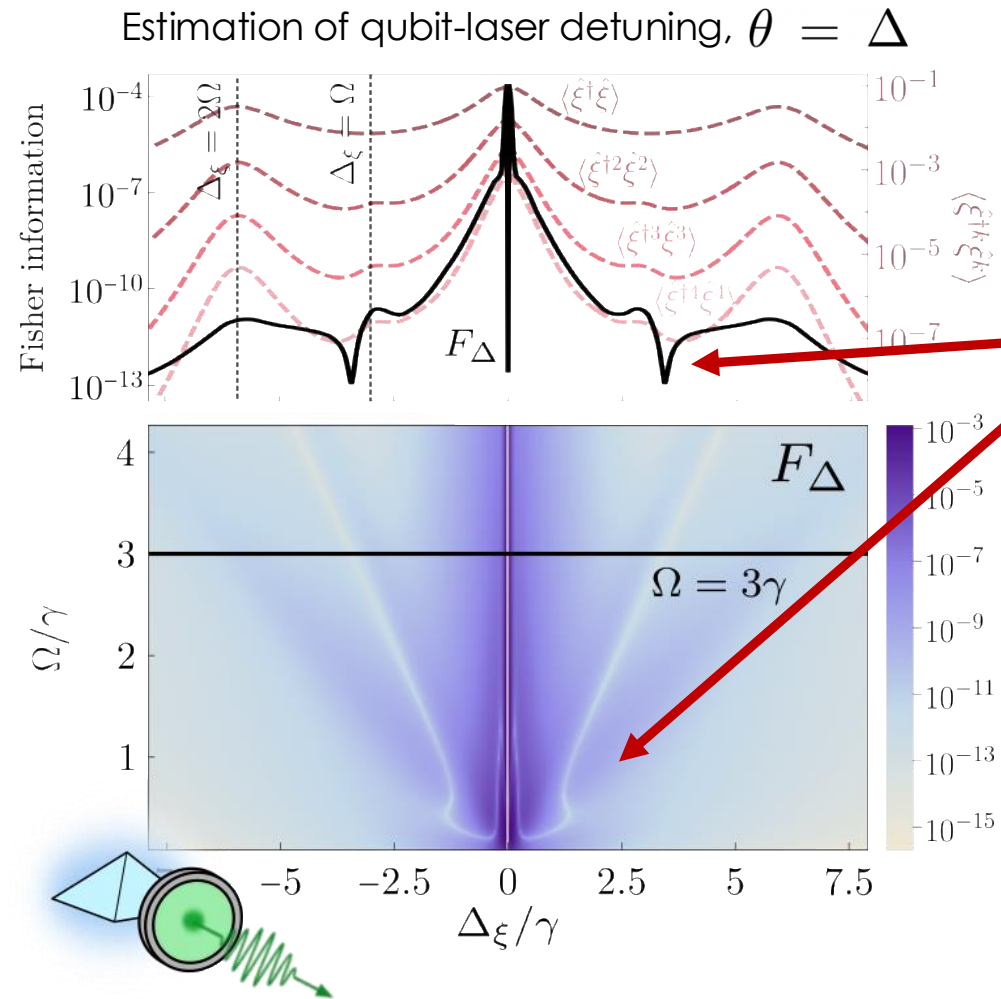 Estimation of qubit-laser detuning, θ = Δ
Fisher information
10⁻⁴
10⁻⁷
10⁻¹⁰
10⁻¹³
Δ_ξ = 2Ω
Δ_ξ = Ω
⟨ξ̂†ξ̂⟩
⟨ξ̂†²ξ̂²⟩
⟨ξ̂†³ξ̂³⟩
⟨ξ̂†⁴ξ̂⁴⟩
F_Δ
10⁻¹
10⁻³
10⁻⁵
10⁻⁷
⟨ξ̂†ᵏξ̂ᵏ⟩
Ω/γ
4
3
2
1
F_Δ
Ω = 3γ
10⁻³
10⁻⁵
10⁻⁷
10⁻⁹
10⁻¹¹
10⁻¹³
10⁻¹⁵
−5 −2.5 0 2.5 5 7.5
Δ_ξ/γ